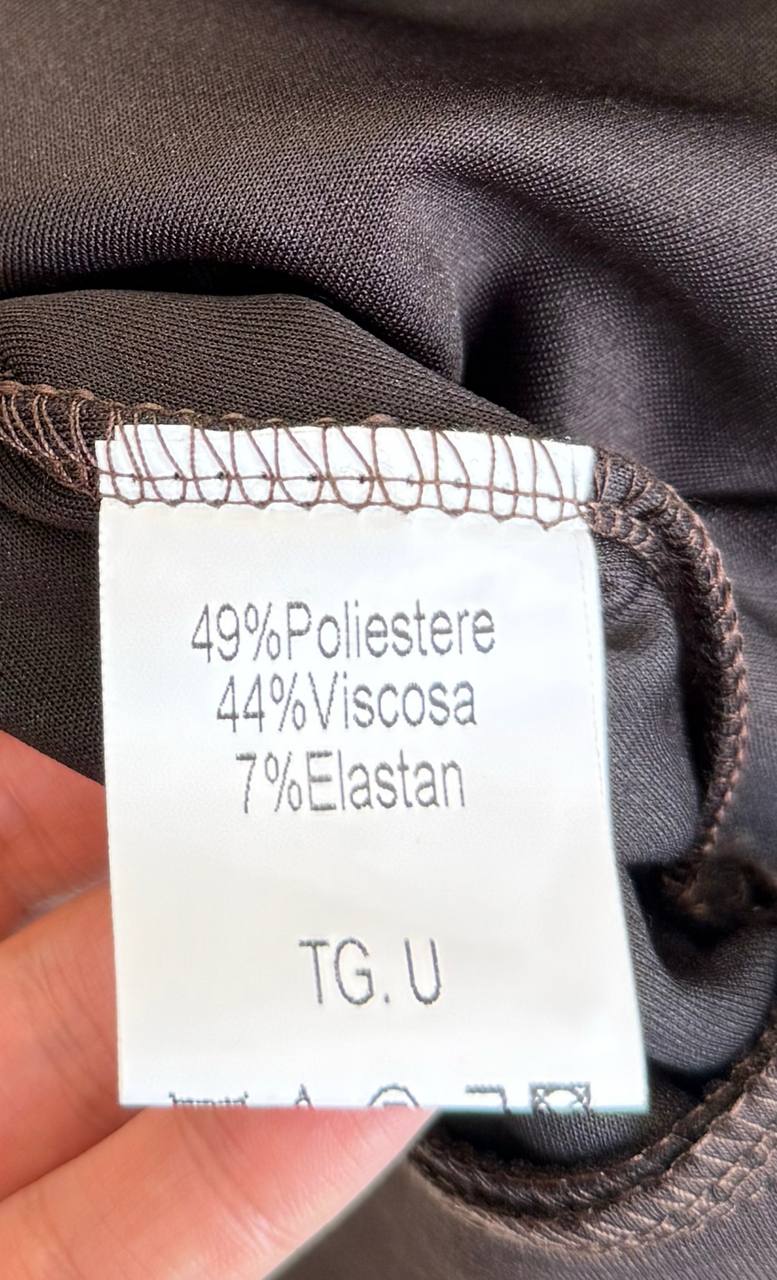 49%Poliestere
44%Viscosa
7%Elastan
TG. U